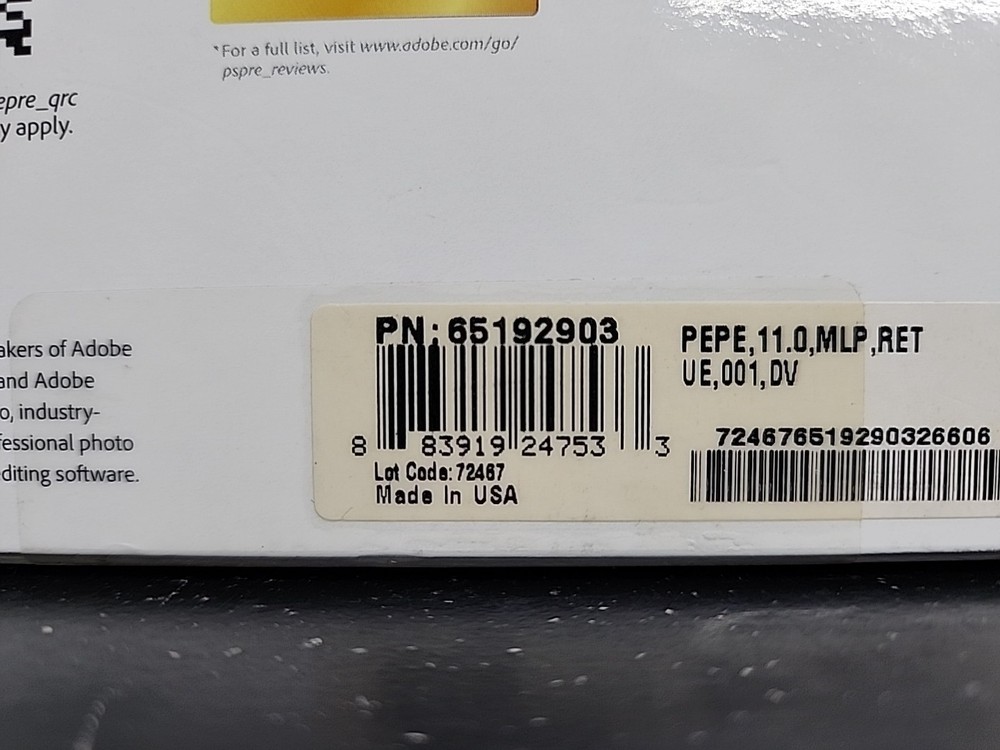 *For a full list, visit www.adobe.com/go/
pspre_reviews.
epre_qrc
y apply.
akers of Adobe
and Adobe
o, industry-
fessional photo
diting software.
PN: 65192903
8 83919 24753 3
Lot Code: 72467
Made In USA
PEPE,11.0,MLP,RET
UE,001,DV
724676519290326606